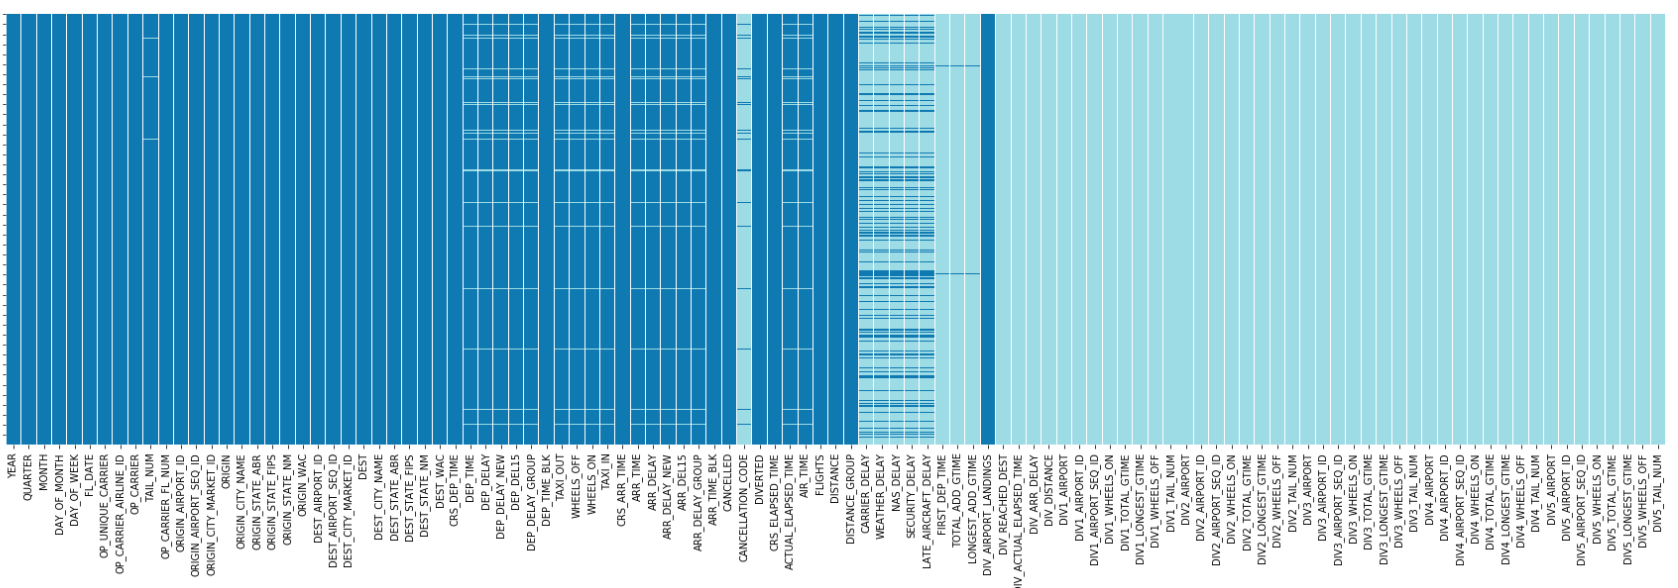 YEAR
QUARTER
MONTH
DAY_OF_MONTH
DAY_OF_WEEK
FL_DATE
OP_UNIQUE_CARRIER
OP_CARRIER_AIRLINE_ID
OP_CARRIER
TAIL_NUM
OP_CARRIER_FL_NUM
ORIGIN_AIRPORT_ID
ORIGIN_AIRPORT_SEQ_ID
ORIGIN_CITY_MARKET_ID
ORIGIN
ORIGIN_CITY_NAME
ORIGIN_STATE_ABR
ORIGIN_STATE_FIPS
ORIGIN_STATE_NM
ORIGIN_WAC
DEST_AIRPORT_ID
DEST_AIRPORT_SEQ_ID
DEST_CITY_MARKET_ID
DEST
DEST_CITY_NAME
DEST_STATE_ABR
DEST_STATE_FIPS
DEST_STATE_NM
DEST_WAC
CRS_DEP_TIME
DEP_TIME
DEP_DELAY
DEP_DELAY_NEW
DEP_DEL15
DEP_DELAY_GROUP
DEP_TIME_BLK
TAXI_OUT
WHEELS_OFF
WHEELS_ON
TAXI_IN
CRS_ARR_TIME
ARR_TIME
ARR_DELAY
ARR_DELAY_NEW
ARR_DEL15
ARR_DELAY_GROUP
ARR_TIME_BLK
CANCELLED
CANCELLATION_CODE
DIVERTED
CRS_ELAPSED_TIME
ACTUAL_ELAPSED_TIME
AIR_TIME
FLIGHTS
DISTANCE
DISTANCE_GROUP
CARRIER_DELAY
WEATHER_DELAY
NAS_DELAY
SECURITY_DELAY
LATE_AIRCRAFT_DELAY
FIRST_DEP_TIME
TOTAL_ADD_GTIME
LONGEST_ADD_GTIME
DIV_AIRPORT_LANDINGS
DIV_REACHED_DEST
DIV_ACTUAL_ELAPSED_TIME
DIV_ARR_DELAY
DIV_DISTANCE
DIV1_AIRPORT
DIV1_AIRPORT_ID
DIV1_AIRPORT_SEQ_ID
DIV1_WHEELS_ON
DIV1_TOTAL_GTIME
DIV1_LONGEST_GTIME
DIV1_WHEELS_OFF
DIV1_TAIL_NUM
DIV2_AIRPORT
DIV2_AIRPORT_ID
DIV2_AIRPORT_SEQ_ID
DIV2_WHEELS_ON
DIV2_TOTAL_GTIME
DIV2_LONGEST_GTIME
DIV2_WHEELS_OFF
DIV2_TAIL_NUM
DIV3_AIRPORT
DIV3_AIRPORT_ID
DIV3_AIRPORT_SEQ_ID
DIV3_WHEELS_ON
DIV3_TOTAL_GTIME
DIV3_LONGEST_GTIME
DIV3_WHEELS_OFF
DIV3_TAIL_NUM
DIV4_AIRPORT
DIV4_AIRPORT_ID
DIV4_AIRPORT_SEQ_ID
DIV4_WHEELS_ON
DIV4_TOTAL_GTIME
DIV4_LONGEST_GTIME
DIV4_WHEELS_OFF
DIV4_TAIL_NUM
DIV5_AIRPORT
DIV5_AIRPORT_ID
DIV5_AIRPORT_SEQ_ID
DIV5_WHEELS_ON
DIV5_TOTAL_GTIME
DIV5_LONGEST_GTIME
DIV5_WHEELS_OFF
DIV5_TAIL_NUM